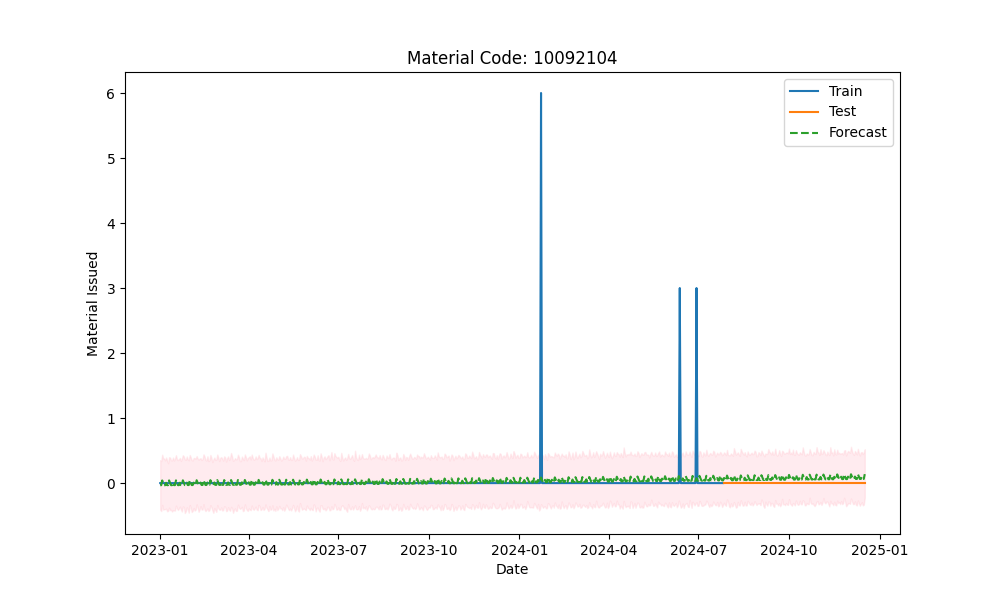 Material Code: 10092104
Train
Test
Forecast
Material Issued
6
5
4
3
2
1
0
2023-01 2023-04 2023-07 2023-10 2024-01 2024-04 2024-07 2024-10 2025-01
Date